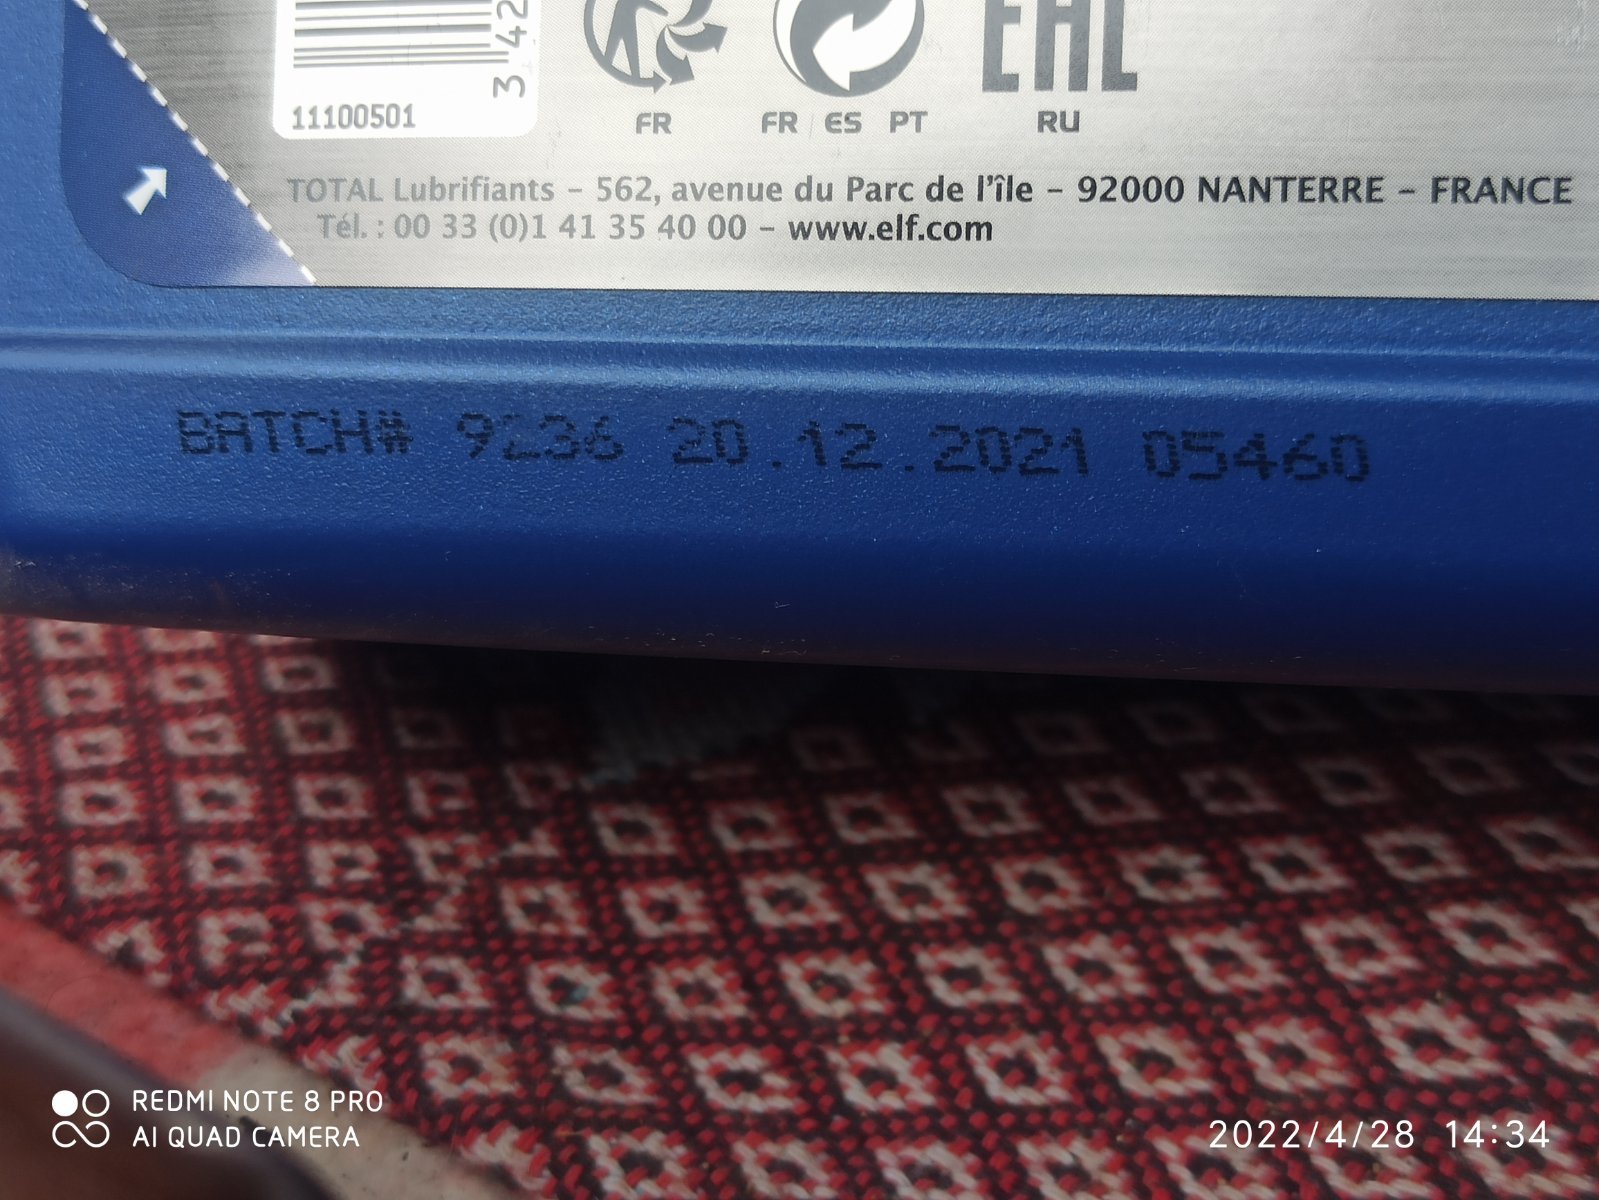 3 42
11100501
FR
FR ES PT
EAC
RU
TOTAL Lubrifiants – 562, avenue du Parc de l'île – 92000 NANTERRE – FRANCE
Tél. : 00 33 (0)1 41 35 40 00 – www.elf.com
BATCH# 9236 20.12.2021 05460
REDMI NOTE 8 PRO
AI QUAD CAMERA
2022/4/28 14:34